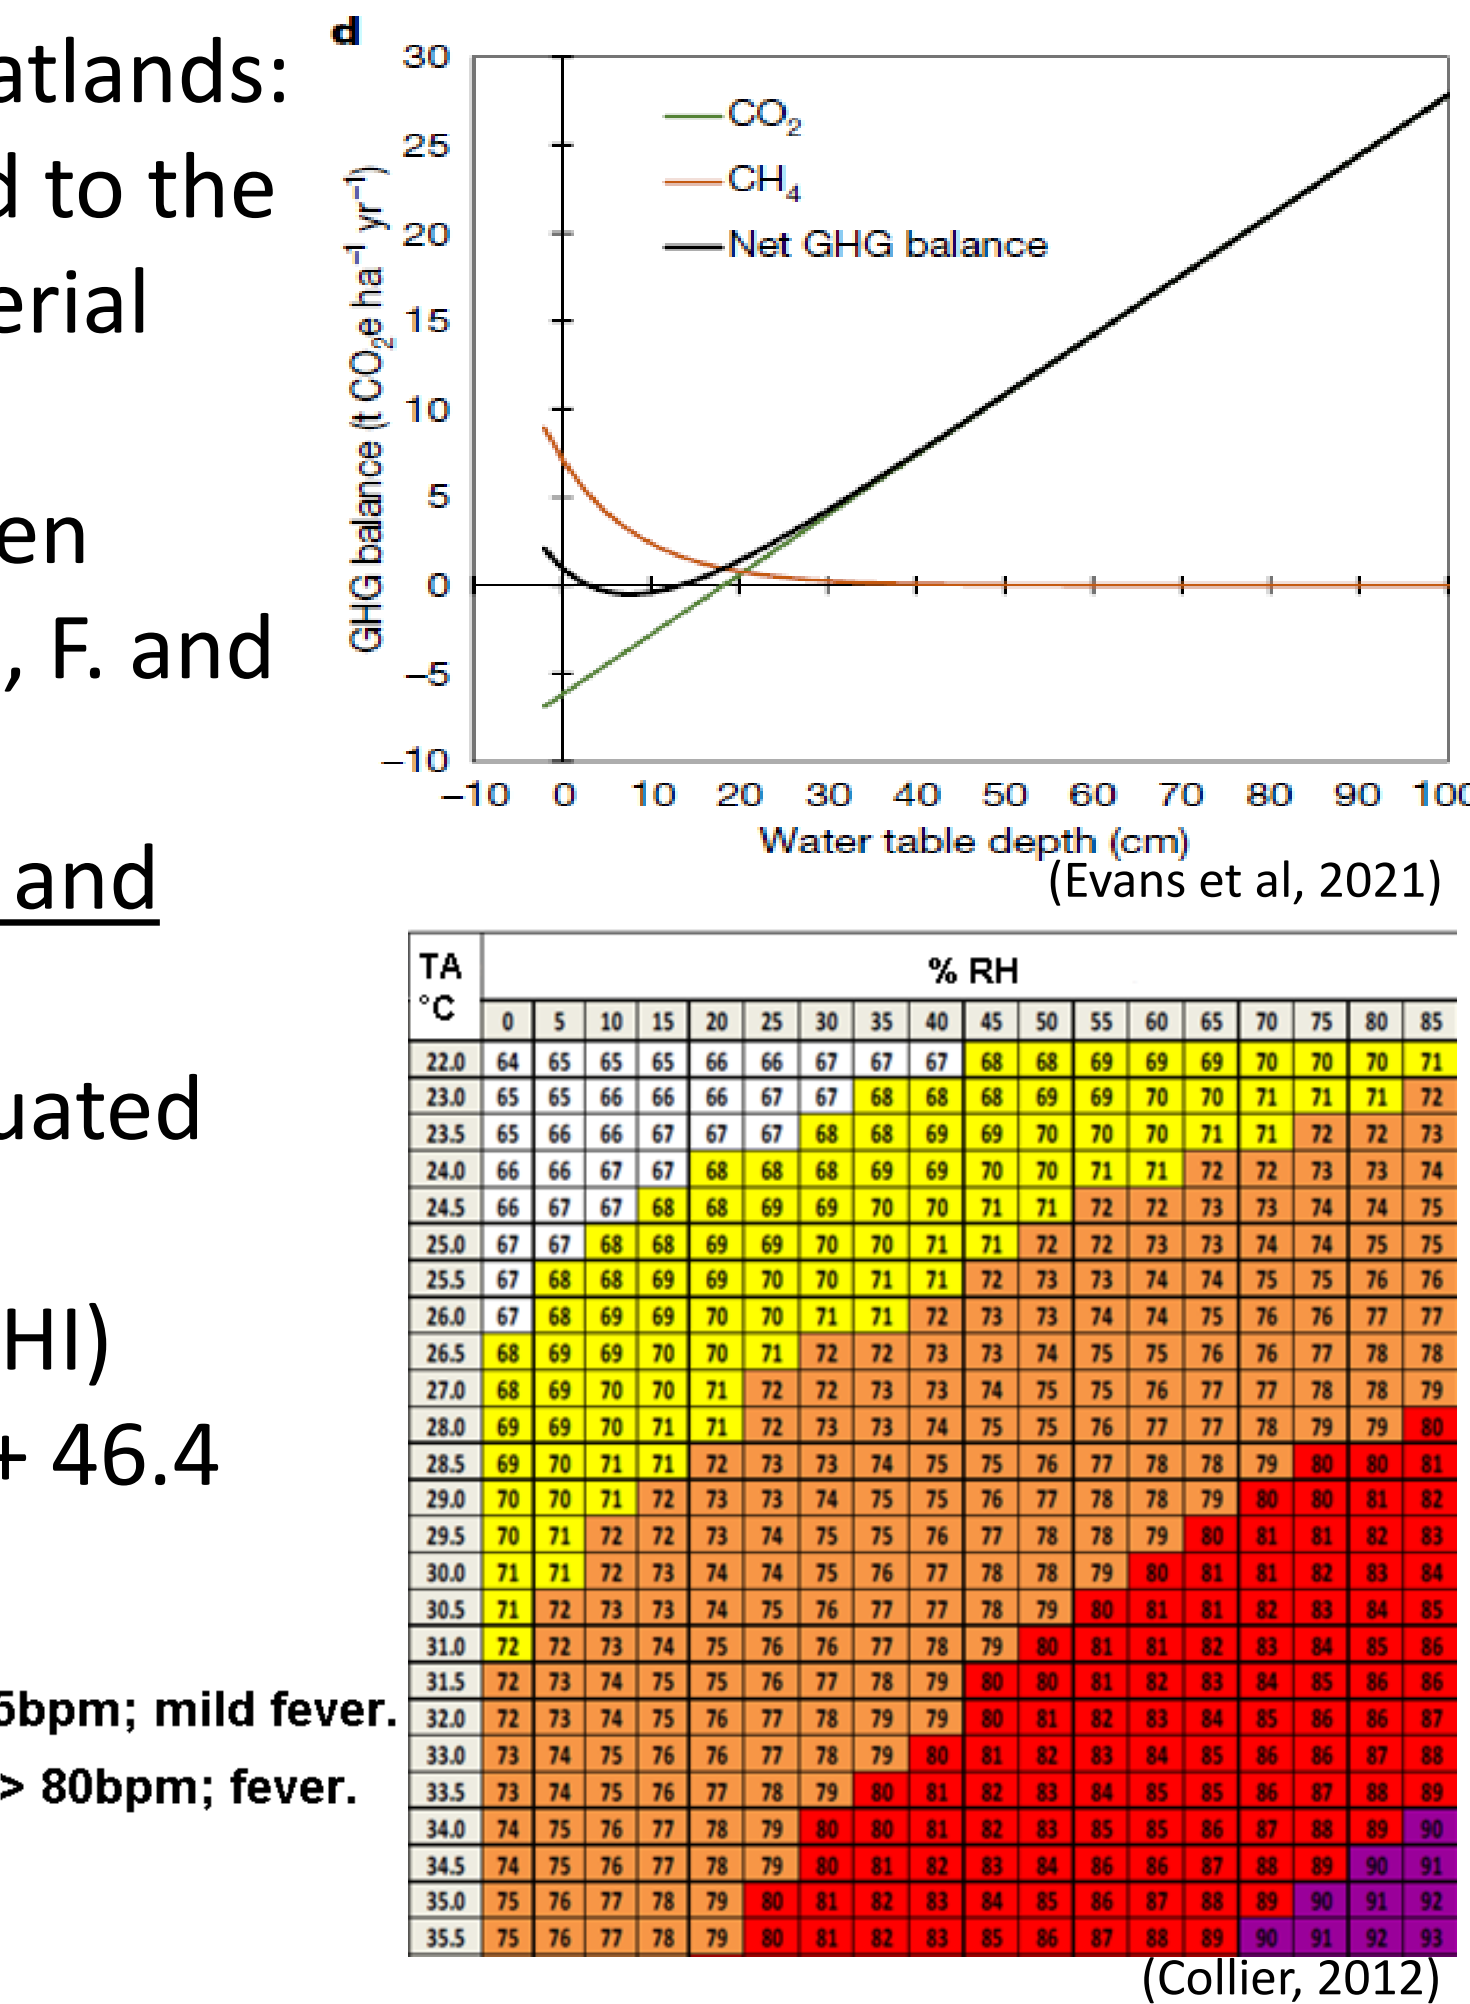 atlands:
d to the
erial
en
, F. and
and
uated
HI)
+ 46.4
5bpm; mild fever.
> 80bpm; fever.
d
30
25
20
15
10
5
0
–5
–10
GHG balance (t CO₂e ha⁻¹ yr⁻¹)
CO₂
CH₄
Net GHG balance
–10 0 10 20 30 40 50 60 70 80 90 100
Water table depth (cm)
(Evans et al, 2021)
TA °C % RH
0 5 10 15 20 25 30 35 40 45 50 55 60 65 70 75 80 85
22.0 64 65 65 65 66 66 67 67 67 68 68 69 69 69 70 70 70 71
23.0 65 65 66 66 66 67 67 68 68 68 69 69 70 70 71 71 71 72
23.5 65 66 66 67 67 67 68 68 69 69 70 70 70 71 71 72 72 73
24.0 66 66 67 67 68 68 68 69 69 70 70 71 71 72 72 73 73 74
24.5 66 67 67 68 68 69 69 70 70 71 71 72 72 73 73 74 74 75
25.0 67 67 68 68 69 69 70 70 71 71 72 72 73 73 74 74 75 75
25.5 67 68 68 69 69 70 70 71 71 72 73 73 74 74 75 75 76 76
26.0 67 68 69 69 70 70 71 71 72 73 73 74 74 75 76 76 77 77
26.5 68 69 69 70 70 71 72 72 73 73 74 75 75 76 76 77 78 78
27.0 68 69 70 70 71 72 72 73 73 74 75 75 76 77 77 78 78 79
28.0 69 69 70 71 71 72 73 73 74 75 75 76 77 77 78 79 79 80
28.5 69 70 71 71 72 73 73 74 75 75 76 77 78 78 79 80 80 81
29.0 70 70 71 72 73 73 74 75 75 76 77 78 78 79 80 80 81 82
29.5 70 71 72 72 73 74 75 75 76 77 78 78 79 80 81 81 82 83
30.0 71 71 72 73 74 74 75 76 77 78 78 79 80 81 81 82 83 84
30.5 71 72 73 73 74 75 76 77 77 78 79 80 81 81 82 83 84 85
31.0 72 72 73 74 75 76 76 77 78 79 80 81 81 82 83 84 85 86
31.5 72 73 74 75 75 76 77 78 79 80 80 81 82 83 84 85 86 86
32.0 72 73 74 75 76 77 78 79 79 80 81 82 83 84 85 86 86 87
33.0 73 74 75 76 76 77 78 79 80 81 82 83 84 85 86 86 87 88
33.5 73 74 75 76 77 78 79 80 81 82 83 84 85 85 86 87 88 89
34.0 74 75 76 77 78 79 80 80 81 82 83 85 85 86 87 88 89 90
34.5 74 75 76 77 78 79 80 81 82 83 84 86 86 87 88 89 90 91
35.0 75 76 77 78 79 80 81 82 83 84 85 86 87 88 89 90 91 92
35.5 75 76 77 78 79 80 81 82 83 85 86 87 88 89 90 91 92 93
(Collier, 2012)